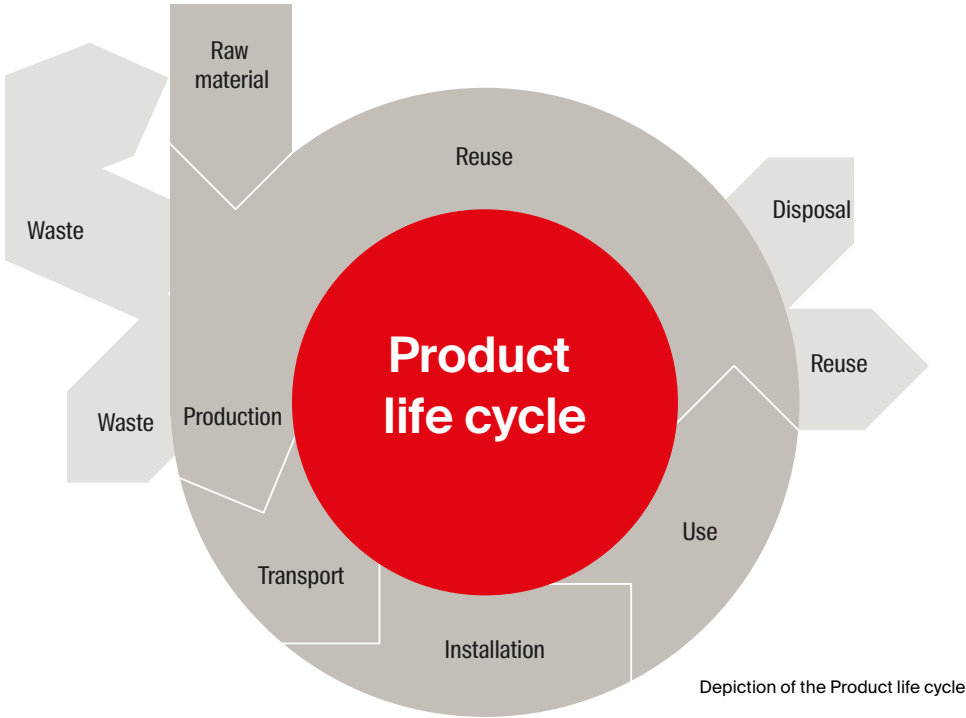 Raw
material
Reuse
Disposal
Waste
Reuse
Product
life cycle
Waste
Production
Use
Transport
Installation
Depiction of the Product life cycle